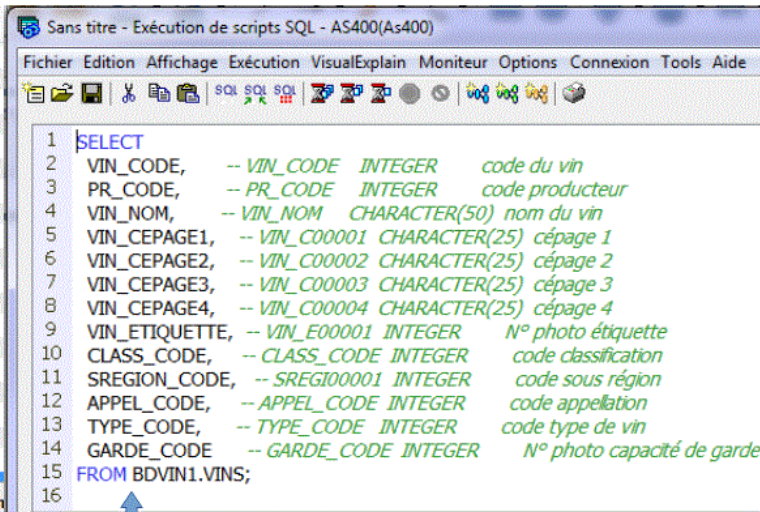 Sans titre - Exécution de scripts SQL - AS400(As400)
Fichier Edition Affichage Exécution VisualExplain Moniteur Options Connexion Tools Aide
SQL SQL SQL
1 SELECT
2 VIN_CODE, -- VIN_CODE INTEGER code du vin
3 PR_CODE, -- PR_CODE INTEGER code producteur
4 VIN_NOM, -- VIN_NOM CHARACTER(50) nom du vin
5 VIN_CEPAGE1, -- VIN_C00001 CHARACTER(25) cépage 1
6 VIN_CEPAGE2, -- VIN_C00002 CHARACTER(25) cépage 2
7 VIN_CEPAGE3, -- VIN_C00003 CHARACTER(25) cépage 3
8 VIN_CEPAGE4, -- VIN_C00004 CHARACTER(25) cépage 4
9 VIN_ETIQUETTE, -- VIN_E00001 INTEGER N° photo étiquette
10 CLASS_CODE, -- CLASS_CODE INTEGER code classification
11 SREGION_CODE, -- SREGI00001 INTEGER code sous région
12 APPEL_CODE, -- APPEL_CODE INTEGER code appellation
13 TYPE_CODE, -- TYPE_CODE INTEGER code type de vin
14 GARDE_CODE -- GARDE_CODE INTEGER N° photo capacité de garde
15 FROM BDVIN1.VINS;
16